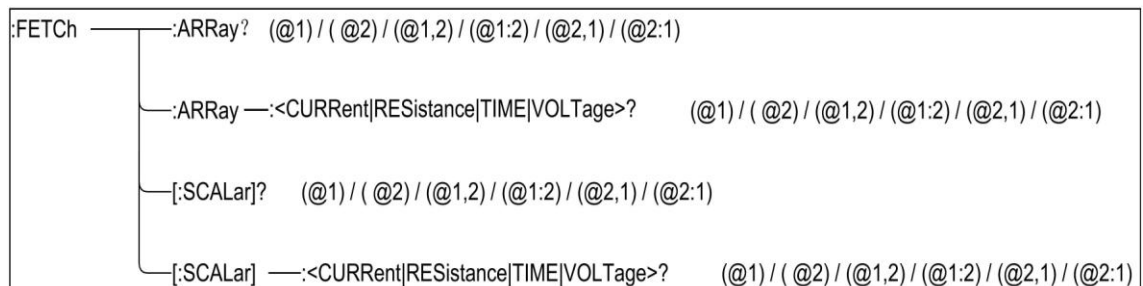 :FETCh :ARRay? (@1) / ( @2) / (@1,2) / (@1:2) / (@2,1) / (@2:1)
:ARRay :<CURRent|RESistance|TIME|VOLTage>? (@1) / ( @2) / (@1,2) / (@1:2) / (@2,1) / (@2:1)
[:SCALar]? (@1) / ( @2) / (@1,2) / (@1:2) / (@2,1) / (@2:1)
[:SCALar] :<CURRent|RESistance|TIME|VOLTage>? (@1) / ( @2) / (@1,2) / (@1:2) / (@2,1) / (@2:1)